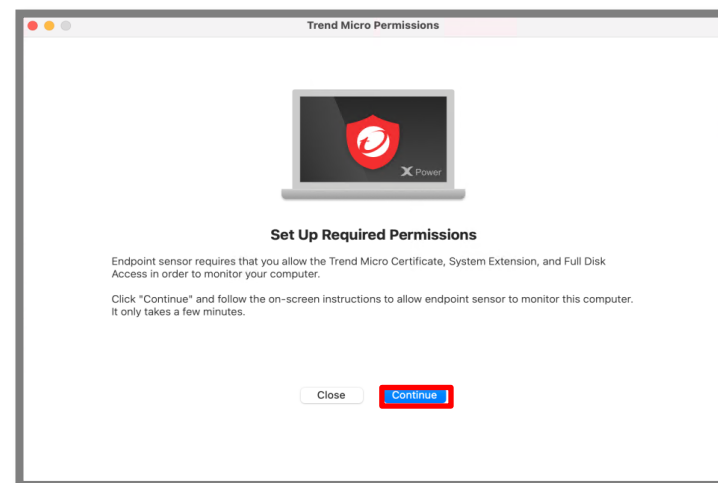 Trend Micro Permissions
X Power
Set Up Required Permissions
Endpoint sensor requires that you allow the Trend Micro Certificate, System Extension, and Full Disk
Access in order to monitor your computer.
Click "Continue" and follow the on-screen instructions to allow endpoint sensor to monitor this computer.
It only takes a few minutes.
Close
Continue